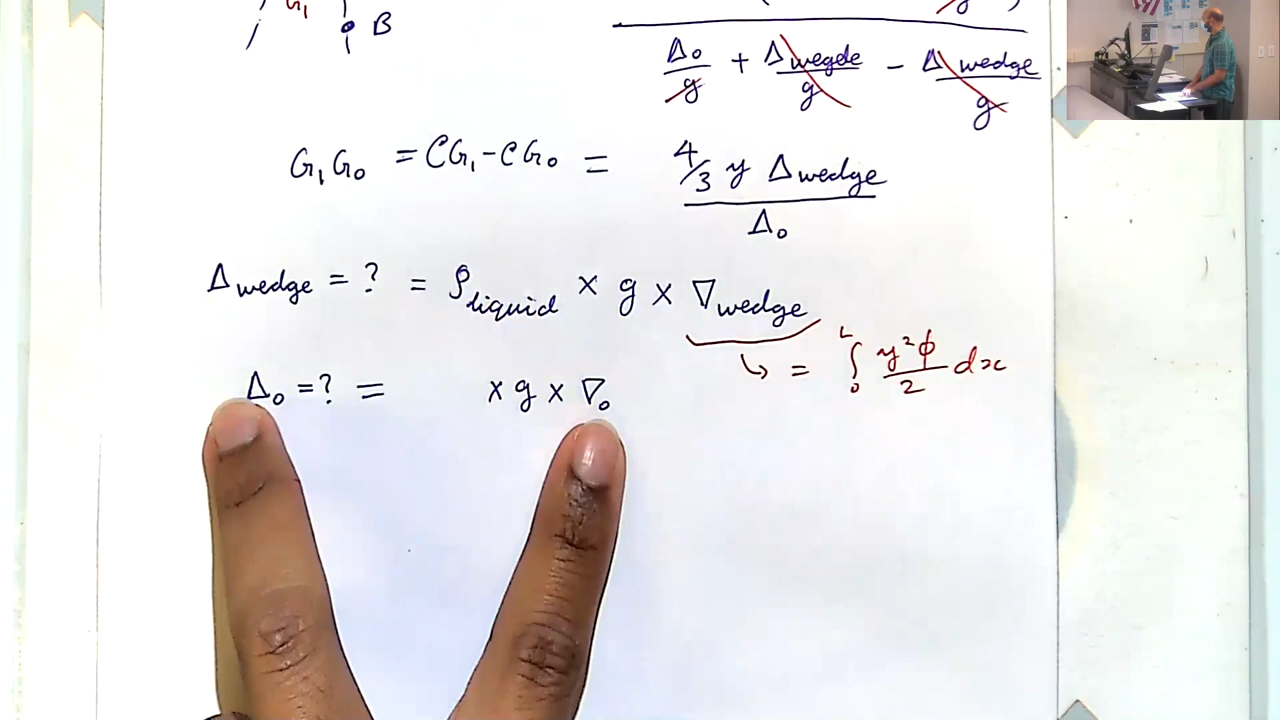 G₁
B
Δ₀/g + Δwegde/g − Δwedge/g
G₁G₀ = CG₁ - CG₀ = 4/3 y Δwedge / Δ₀
Δwedge = ? = ρliquid × g × ∇wedge
↳ = ∫₀ᴸ y²ϕ/2 dx
Δ₀ = ? = × g × ∇₀